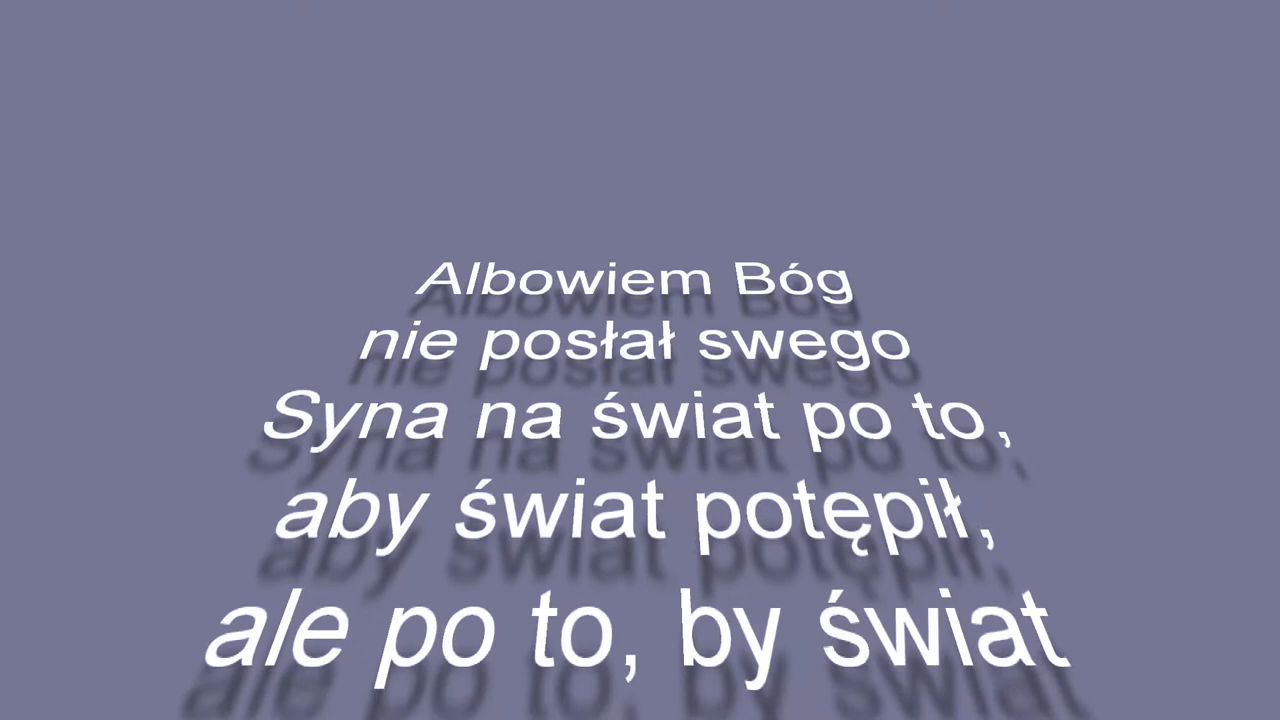 Albowiem Bóg
nie posłał swego
Syna na świat po to,
aby świat potępił,
ale po to, by świat